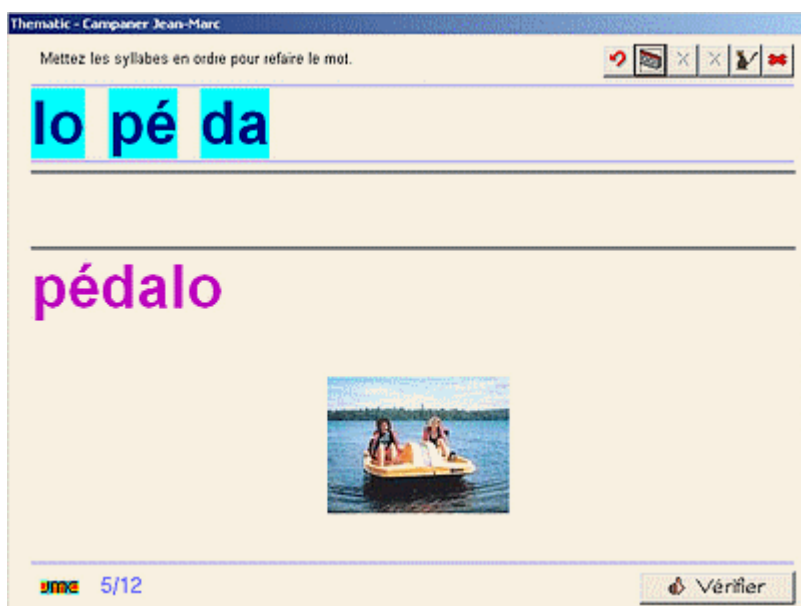 Thematic - Campaner Jean-Marc
Mettez les syllabes en ordre pour refaire le mot.
lo pé da
pédalo
jmc 5/12
Vérifier